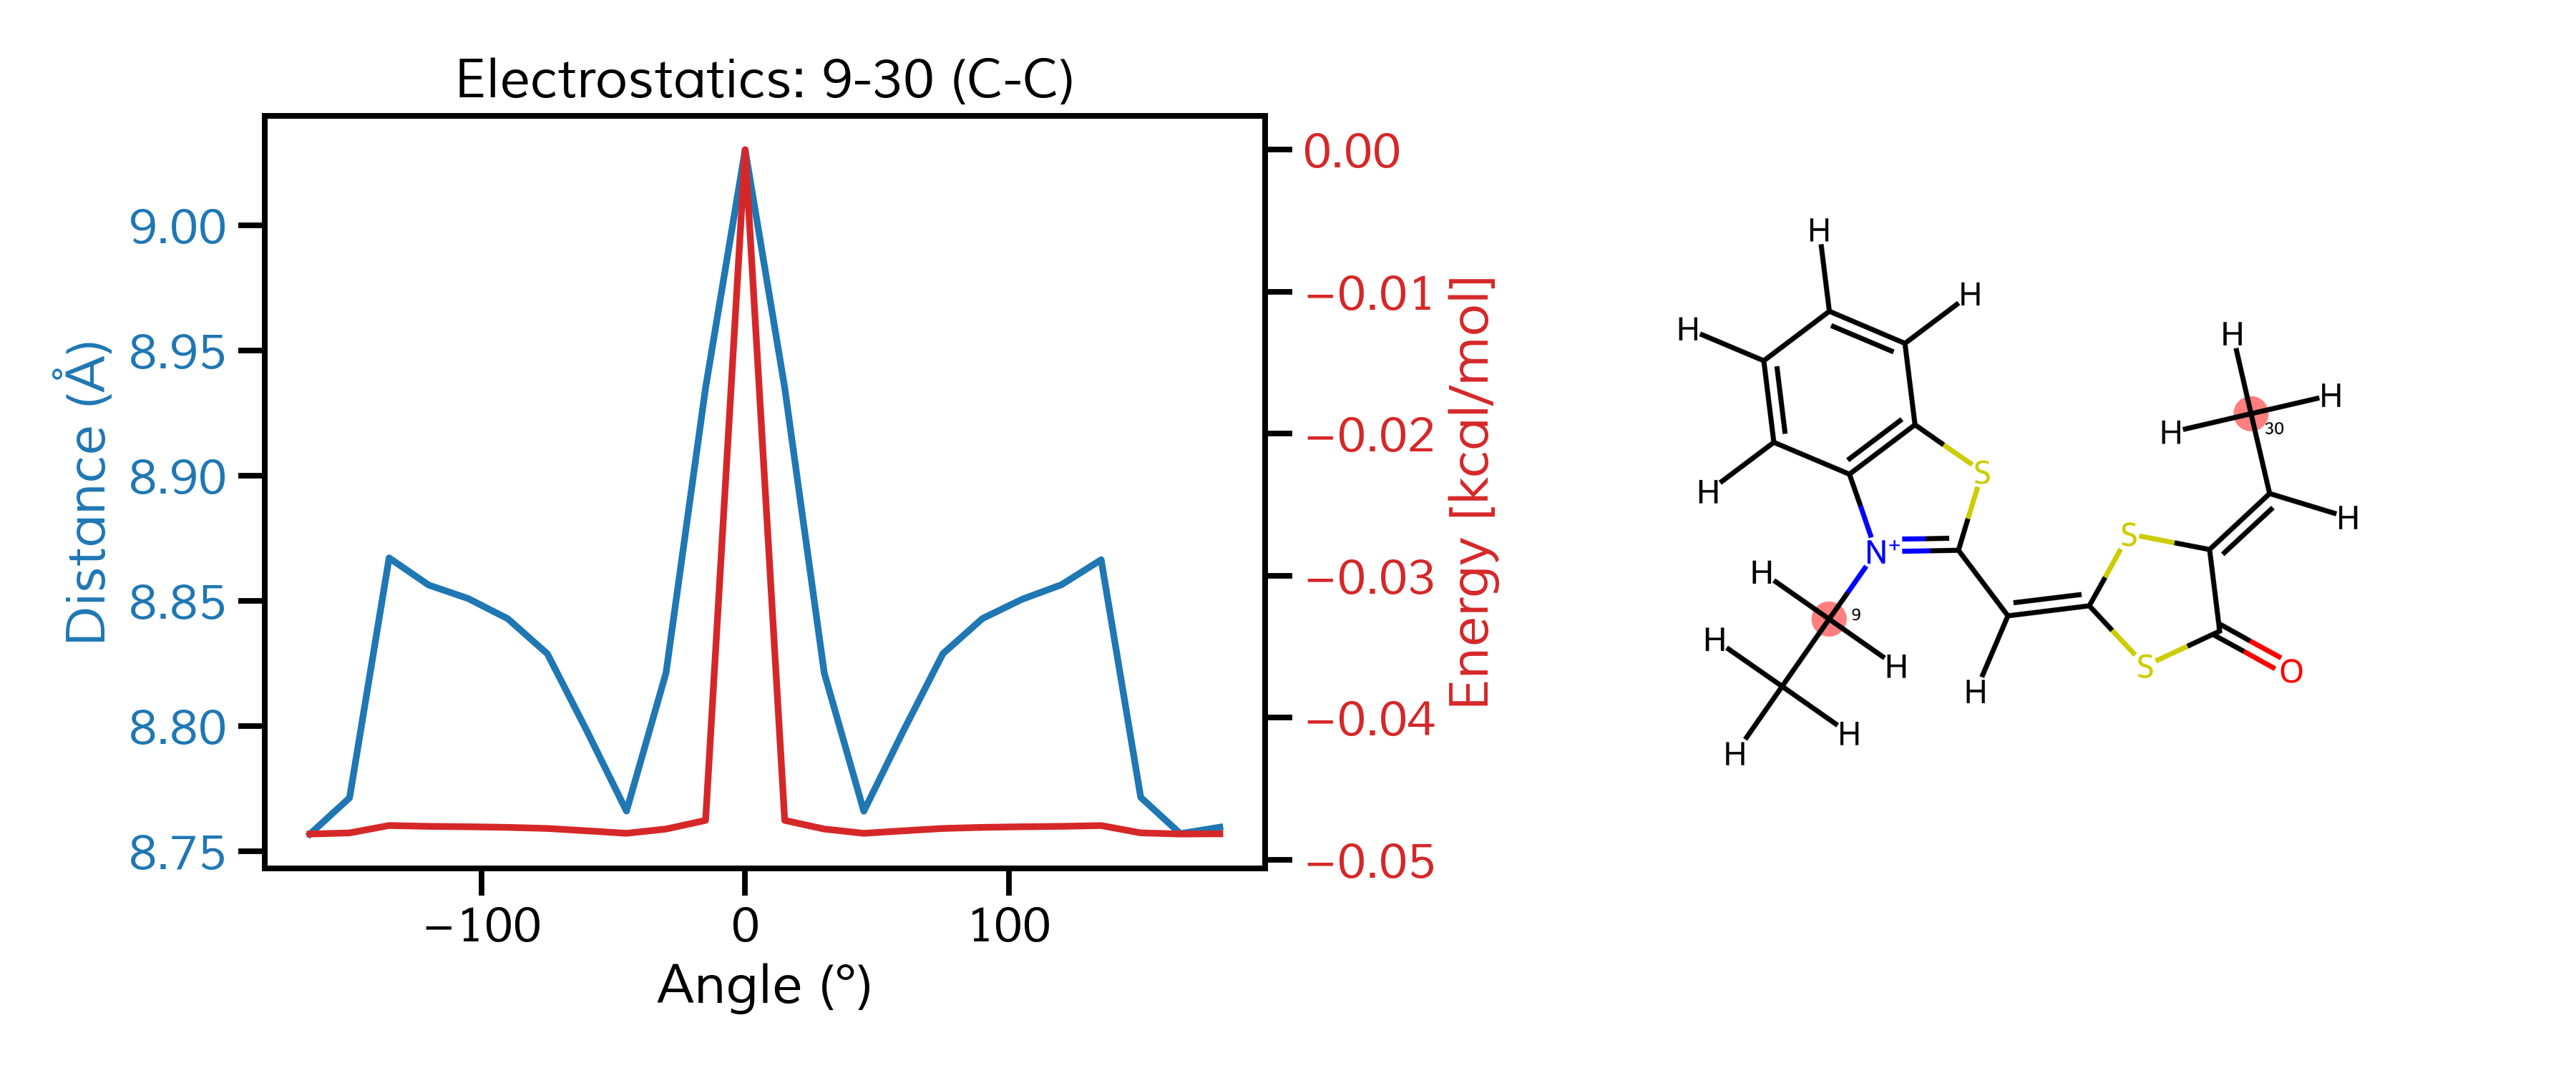 Electrostatics: 9-30 (C-C)
Distance (Å)
9.00
8.95
8.90
8.85
8.80
8.75
0.00
−0.01
−0.02
−0.03
−0.04
−0.05
Energy [kcal/mol]
−100
0
100
Angle (°)
H
H
H
H
H
H
H
30
S
H
S
N⁺
H
9
H
H
S
O
H
H
H